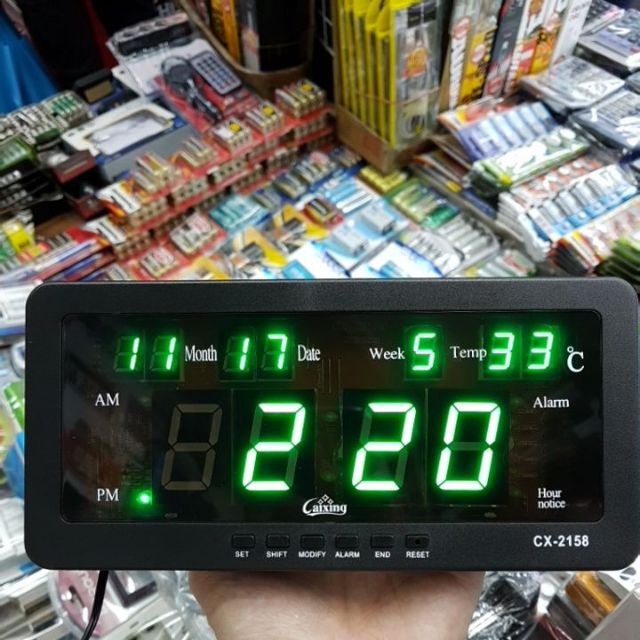 11 Month 17 Date Week 5 Temp 33 °C
AM Alarm
2 20
PM Hour notice
Caixing
SET SHIFT MODIFY ALARM END RESET
CX-2158